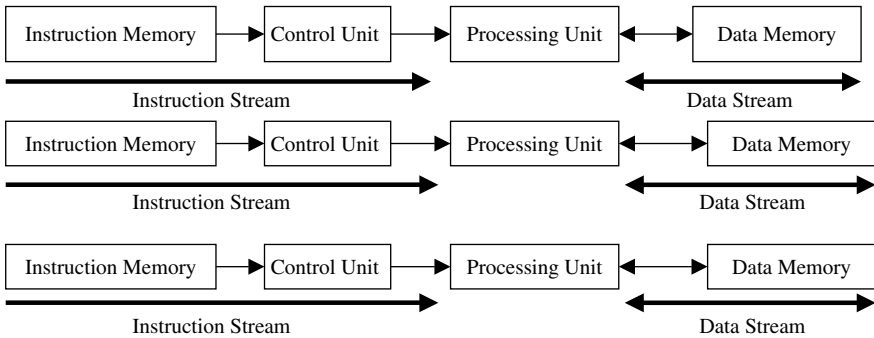 Instruction Memory Control Unit Processing Unit Data Memory
Instruction Stream Data Stream
Instruction Memory Control Unit Processing Unit Data Memory
Instruction Stream Data Stream
Instruction Memory Control Unit Processing Unit Data Memory
Instruction Stream Data Stream